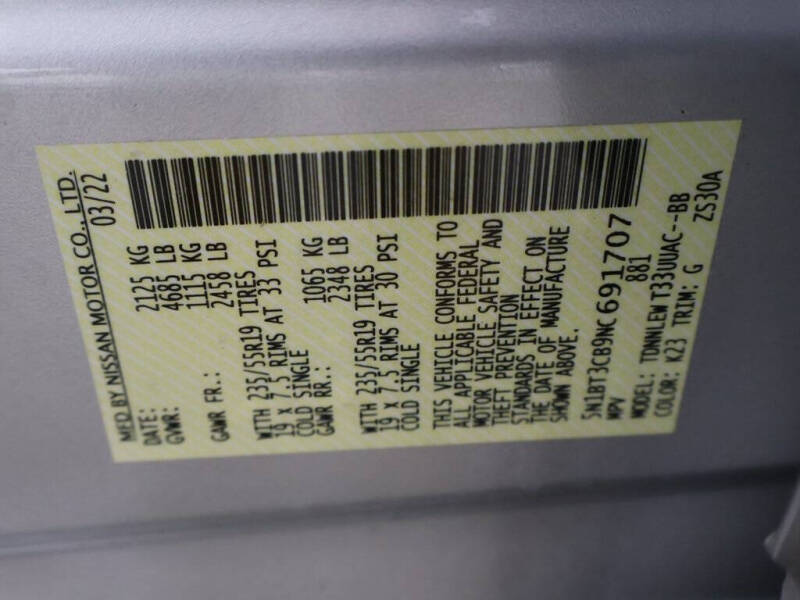 MFD BY NISSAN MOTOR CO., LTD.
DATE: 03/22
GVWR: 2125 KG
4685 LB
GAWR FR.: 1115 KG
2458 LB
WITH 235/55R19 TIRES
19 x 7.5 RIMS AT 33 PSI
COLD SINGLE
GAWR RR.: 1065 KG
2348 LB
WITH 235/55R19 TIRES
19 x 7.5 RIMS AT 30 PSI
COLD SINGLE
THIS VEHICLE CONFORMS TO
ALL APPLICABLE FEDERAL
MOTOR VEHICLE SAFETY AND
THEFT PREVENTION
STANDARDS IN EFFECT ON
THE DATE OF MANUFACTURE
SHOWN ABOVE.
5N1BT3CB9NC691707
MPV 881
MODEL: TDNNLEW T33UUAC--BB
COLOR: K23 TRIM: G ZS30A